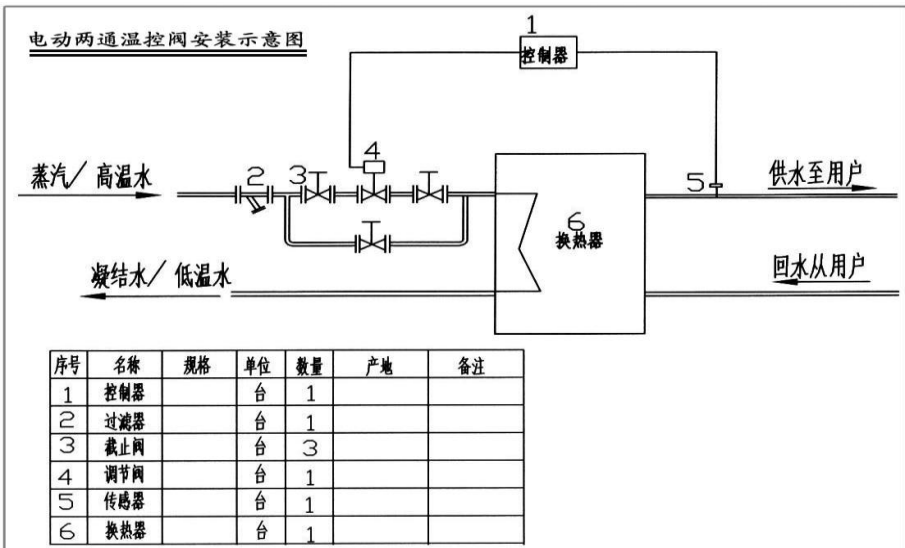 电动两通温控阀安装示意图
1
控制器
蒸汽/高温水
2
3
4
5
供水至用户
6
换热器
凝结水/低温水
回水从用户
序号 名称 规格 单位 数量 产地 备注
1 控制器 台 1
2 过滤器 台 1
3 截止阀 台 3
4 调节阀 台 1
5 传感器 台 1
6 换热器 台 1